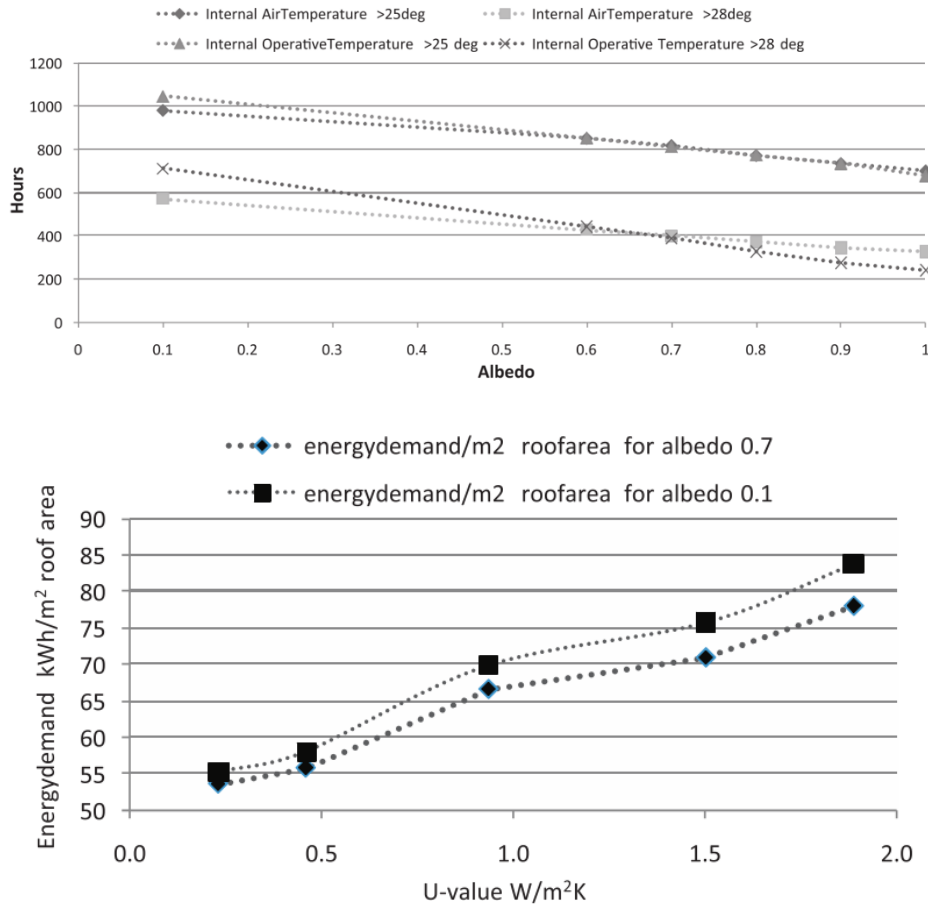 Internal AirTemperature >25deg Internal AirTemperature >28deg
Internal OperativeTemperature >25 deg Internal Operative Temperature >28 deg
1200
1000
800
600
400
200
0
Hours
0 0.1 0.2 0.3 0.4 0.5 0.6 0.7 0.8 0.9 1
Albedo
energydemand/m2 roofarea for albedo 0.7
energydemand/m2 roofarea for albedo 0.1
90
85
80
75
70
65
60
55
50
Energydemand kWh/m² roof area
0.0 0.5 1.0 1.5 2.0
U-value W/m²K